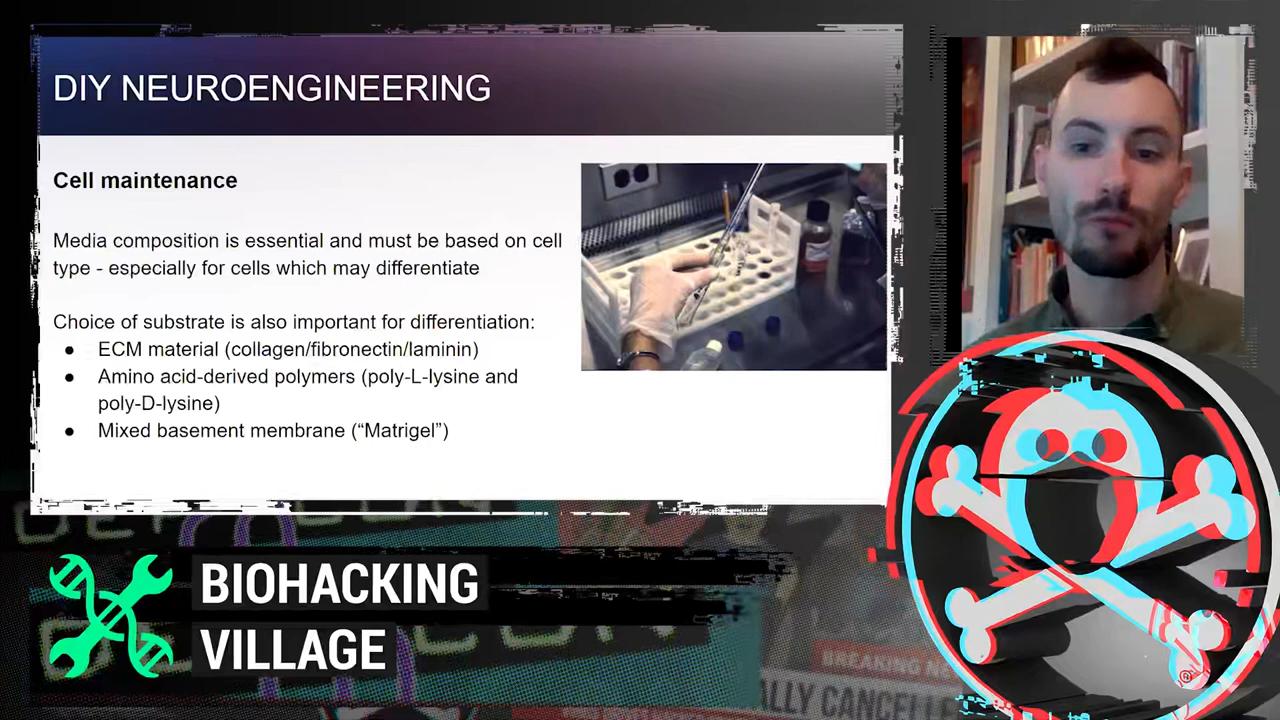 DIY NEUROENGINEERING
Cell maintenance
Media composition is essential and must be based on cell
type - especially for cells which may differentiate
Choice of substrate is also important for differentiation:
● ECM material (collagen/fibronectin/laminin)
● Amino acid-derived polymers (poly-L-lysine and
poly-D-lysine)
● Mixed basement membrane (“Matrigel”)
BIOHACKING
VILLAGE
BREAKING NE
ALLY CANCELLE
®